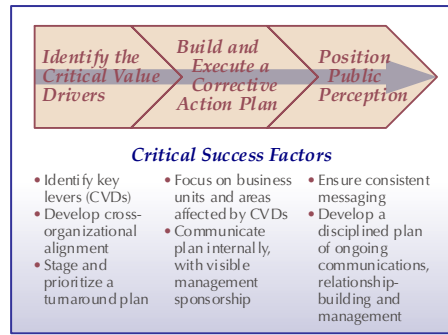 Identify the
Critical Value
Drivers
Build and
Execute a
Corrective
Action Plan
Position
Public
Perception
Critical Success Factors
• Identify key
levers (CVDs)
• Develop cross-
organizational
alignment
• Stage and
prioritize a
turnaround plan
• Focus on business
units and areas
affected by CVDs
• Communicate
plan internally,
with visible
management
sponsorship
• Ensure consistent
messaging
• Develop a
disciplined plan
of ongoing
communications,
relationship-
building and
management